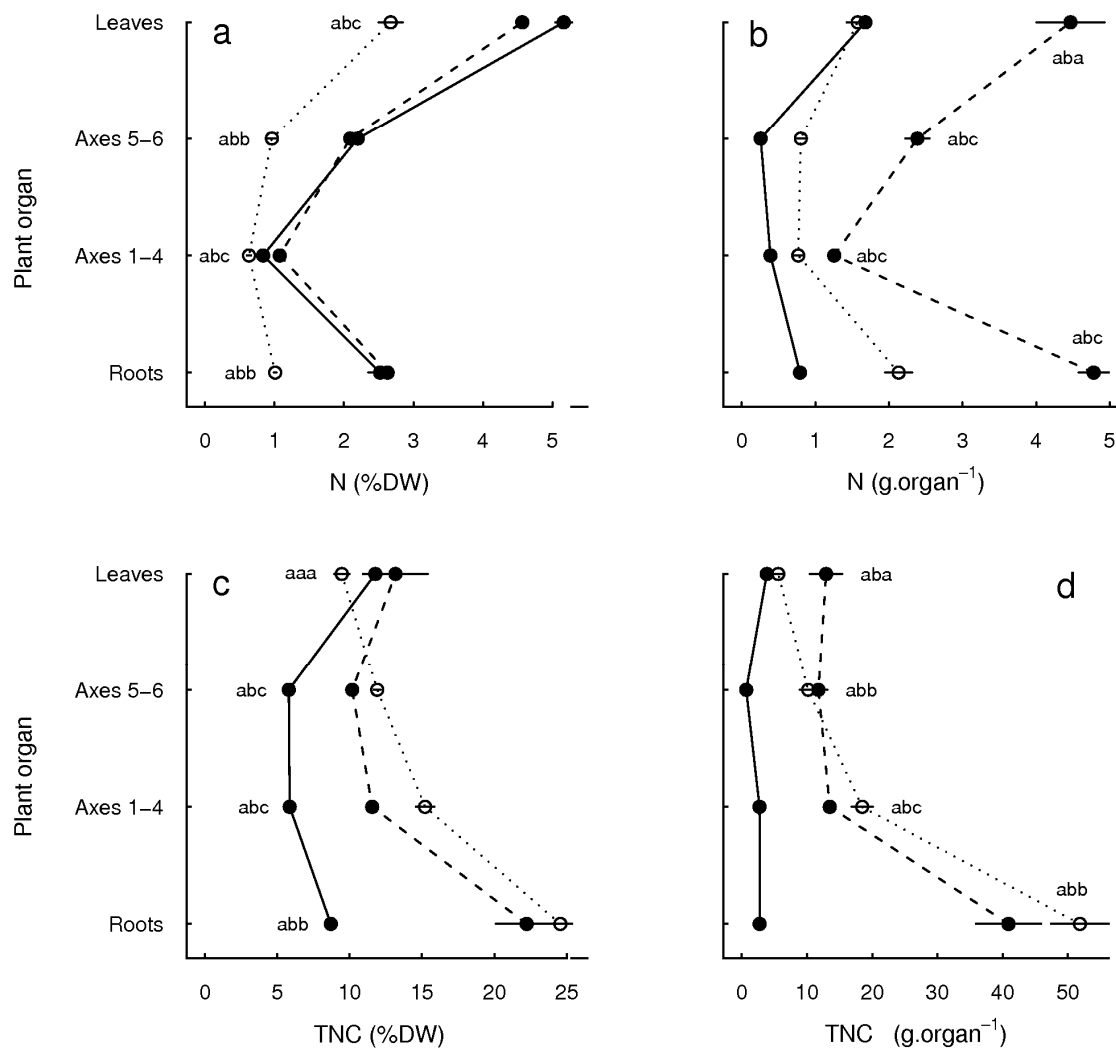 a
Leaves
abc
Axes 5−6
abb
Axes 1−4
abc
Roots
abb
Plant organ
0 1 2 3 4 5
N (%DW)
b
aba
abc
abc
abc
0 1 2 3 4 5
N (g.organ⁻¹)
c
Leaves
aaa
Axes 5−6
abc
Axes 1−4
abc
Roots
abb
Plant organ
0 5 10 15 20 25
TNC (%DW)
d
aba
abb
abc
abb
0 10 20 30 40 50
TNC (g.organ⁻¹)